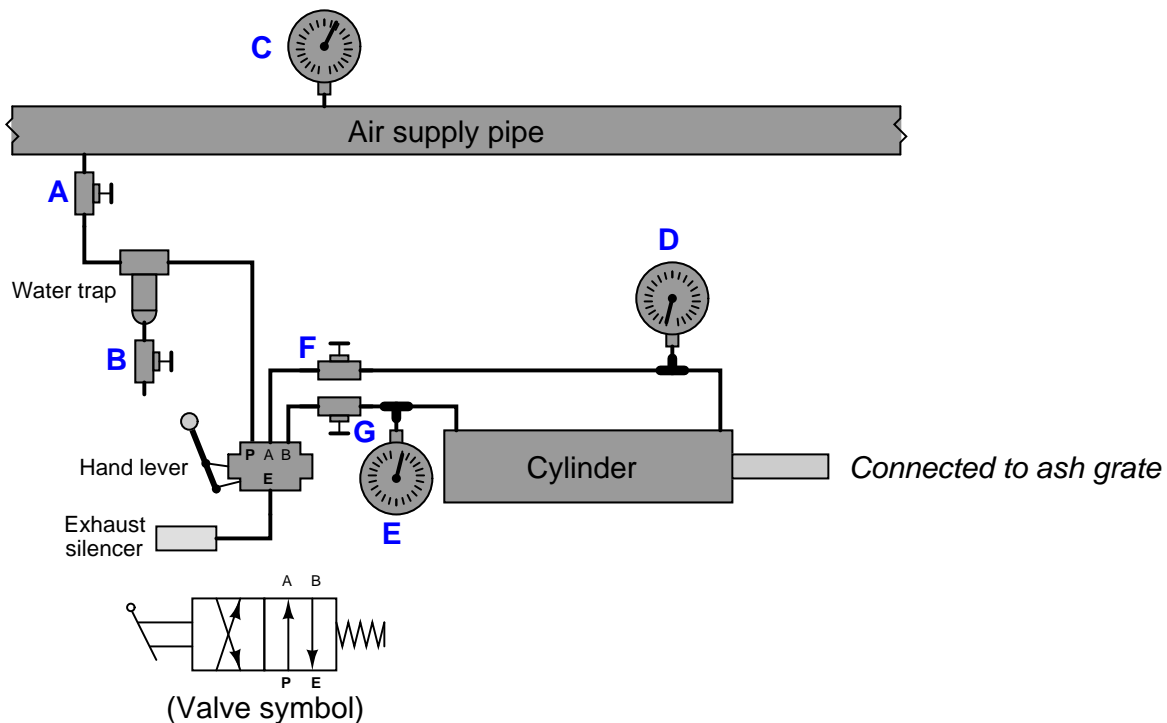 C
Air supply pipe
A
D
Water trap
B
F
G
P A B
E
Hand lever
Cylinder
Connected to ash grate
E
Exhaust
silencer
A B
P E
(Valve symbol)